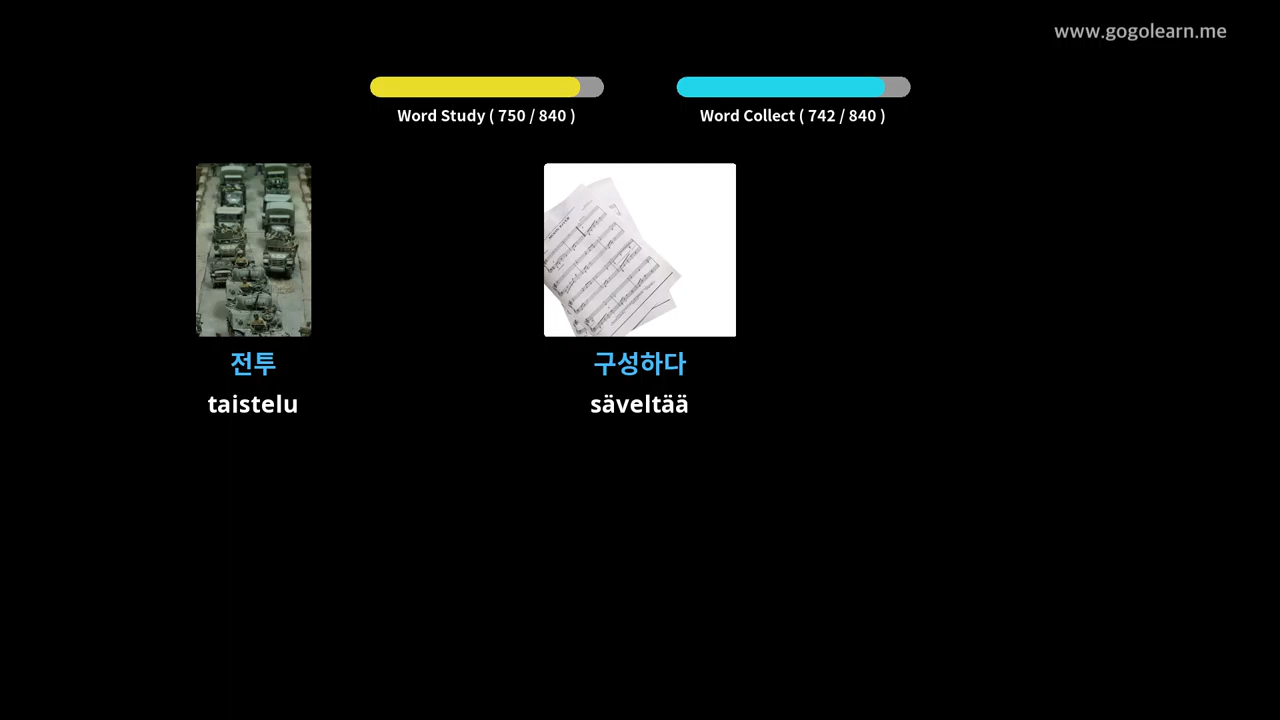 www.gogolearn.me
Word Study ( 750 / 840 )
Word Collect ( 742 / 840 )
전투
taistelu
구성하다
säveltää